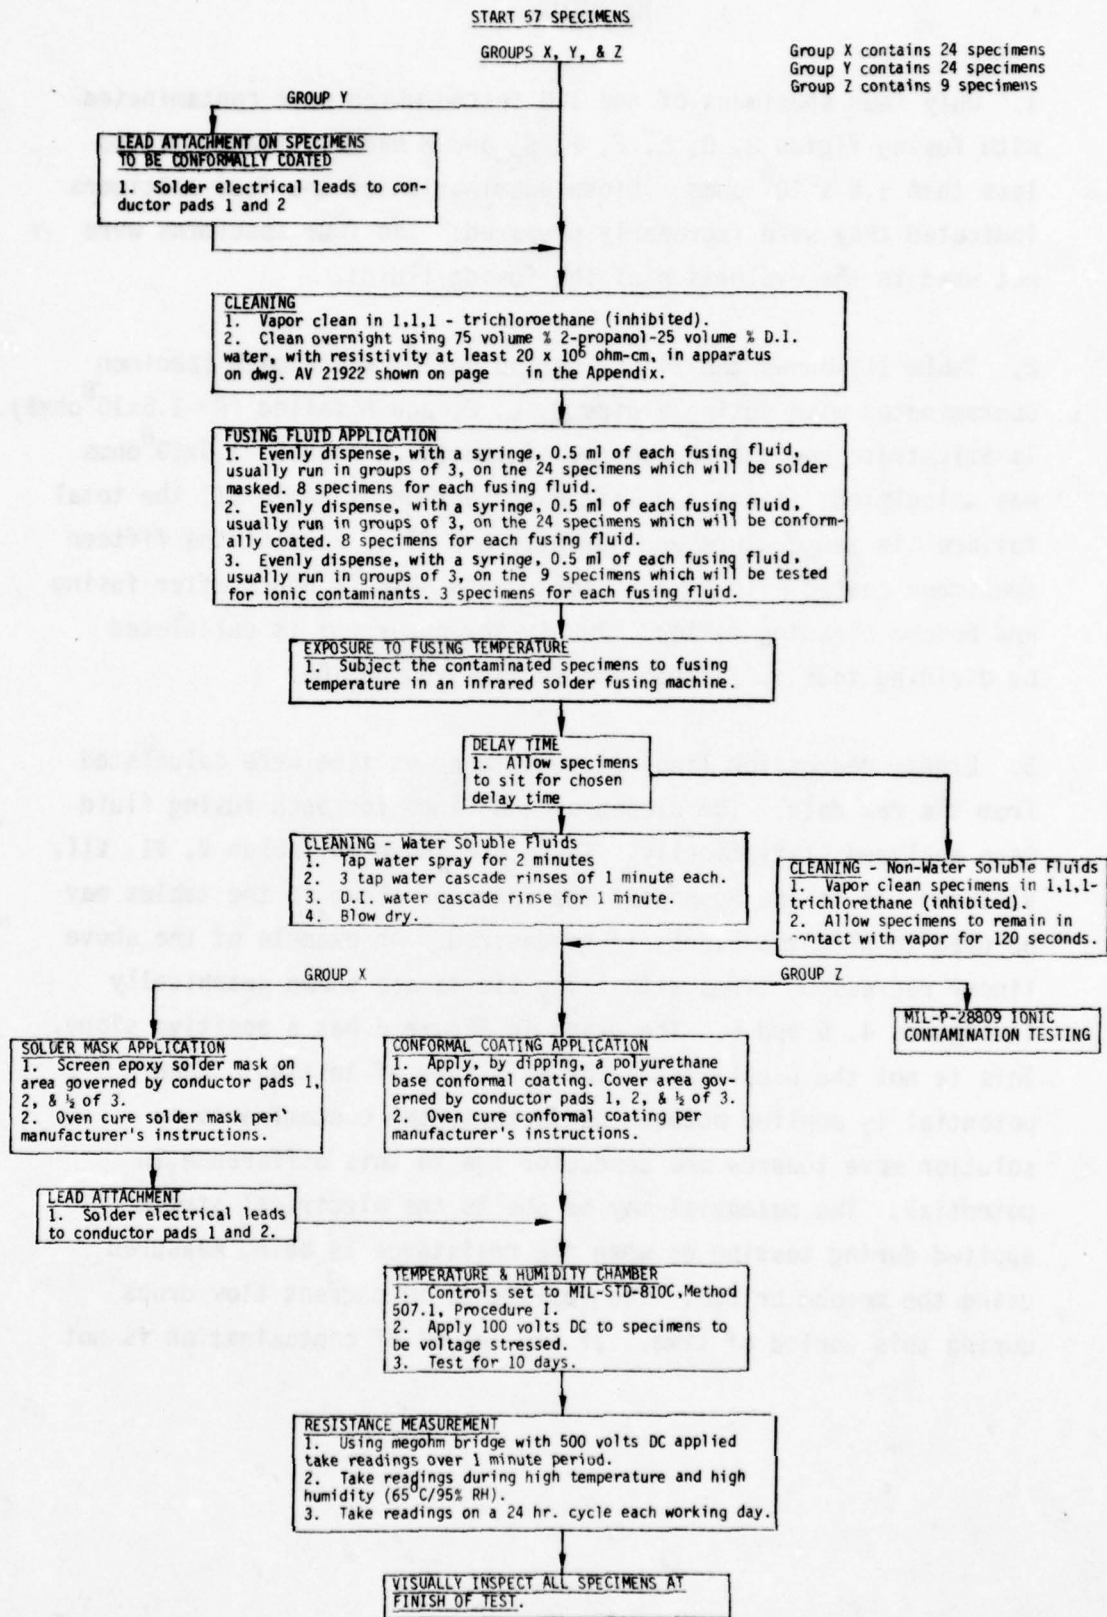 START 57 SPECIMENS
GROUPS X, Y, & Z
Group X contains 24 specimens
Group Y contains 24 specimens
Group Z contains 9 specimens
GROUP Y
LEAD ATTACHMENT ON SPECIMENS
TO BE CONFORMALLY COATED
1. Solder electrical leads to con-
ductor pads 1 and 2
CLEANING
1. Vapor clean in 1,1,1 - trichloroethane (inhibited).
2. Clean overnight using 75 volume % 2-propanol-25 volume % D.I.
water, with resistivity at least 20 x 10⁶ ohm-cm, in apparatus
on dwg. AV 21922 shown on page in the Appendix.
FUSING FLUID APPLICATION
1. Evenly dispense, with a syringe, 0.5 ml of each fusing fluid,
usually run in groups of 3, on the 24 specimens which will be solder
masked. 8 specimens for each fusing fluid.
2. Evenly dispense, with a syringe, 0.5 ml of each fusing fluid,
usually run in groups of 3, on the 24 specimens which will be conform-
ally coated. 8 specimens for each fusing fluid.
3. Evenly dispense, with a syringe, 0.5 ml of each fusing fluid,
usually run in groups of 3, on the 9 specimens which will be tested
for ionic contaminants. 3 specimens for each fusing fluid.
EXPOSURE TO FUSING TEMPERATURE
1. Subject the contaminated specimens to fusing
temperature in an infrared solder fusing machine.
DELAY TIME
1. Allow specimens
to sit for chosen
delay time
CLEANING - Water Soluble Fluids
1. Tap water spray for 2 minutes
2. 3 tap water cascade rinses of 1 minute each.
3. D.I. water cascade rinse for 1 minute.
4. Blow dry.
CLEANING - Non-Water Soluble Fluids
1. Vapor clean specimens in 1,1,1-
trichlorethane (inhibited).
2. Allow specimens to remain in
contact with vapor for 120 seconds.
GROUP X
GROUP Z
MIL-P-28809 IONIC
CONTAMINATION TESTING
SOLDER MASK APPLICATION
1. Screen epoxy solder mask on
area governed by conductor pads 1,
2, & ½ of 3.
2. Oven cure solder mask per
manufacturer's instructions.
CONFORMAL COATING APPLICATION
1. Apply, by dipping, a polyurethane
base conformal coating. Cover area gov-
erned by conductor pads 1, 2, & ½ of 3.
2. Oven cure conformal coating per
manufacturer's instructions.
LEAD ATTACHMENT
1. Solder electrical leads
to conductor pads 1 and 2.
TEMPERATURE & HUMIDITY CHAMBER
1. Controls set to MIL-STD-810C, Method
507.1, Procedure I.
2. Apply 100 volts DC to specimens to
be voltage stressed.
3. Test for 10 days.
RESISTANCE MEASUREMENT
1. Using megohm bridge with 500 volts DC applied
take readings over 1 minute period.
2. Take readings during high temperature and high
humidity (65°C/95% RH).
3. Take readings on a 24 hr. cycle each working day.
VISUALLY INSPECT ALL SPECIMENS AT
FINISH OF TEST.